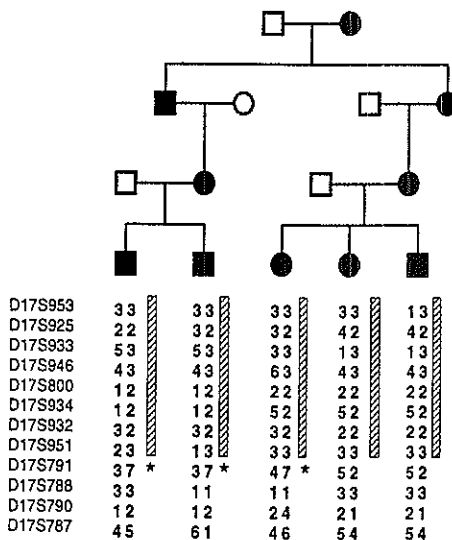 D17S953 33 33 33 33 13
D17S925 22 32 32 42 42
D17S933 53 53 33 13 13
D17S946 43 43 63 43 43
D17S800 12 12 22 22 22
D17S934 12 12 52 52 52
D17S932 32 32 32 22 22
D17S951 23 13 33 33 33
D17S791 37 * 37 * 47 * 52 52
D17S788 33 11 11 33 33
D17S790 12 12 24 21 21
D17S787 45 61 46 54 54